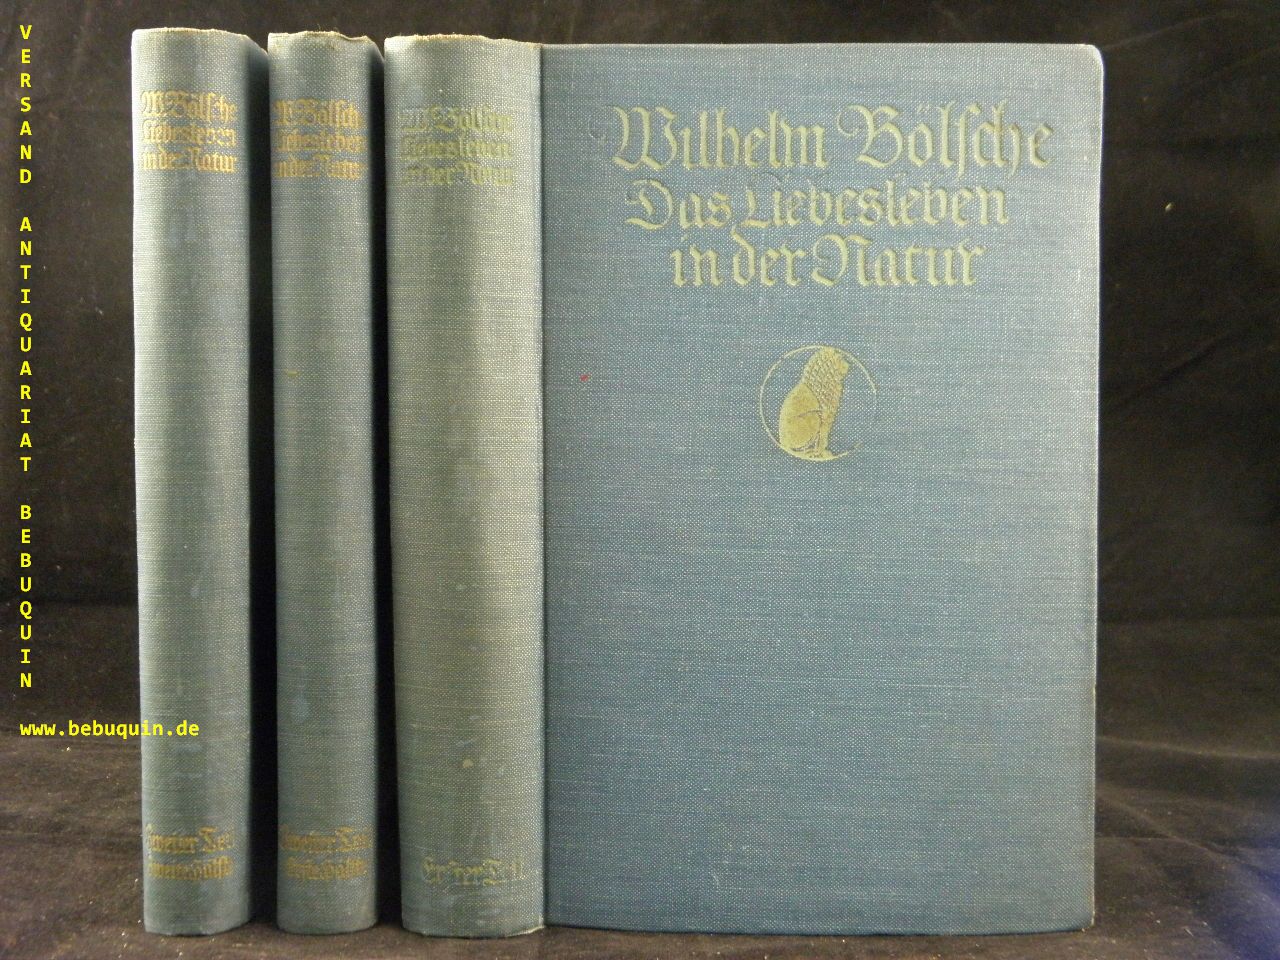 VERSAND ANTIQUARIAT BEBUQUIN
www.bebuquin.de
W. Bölsche
Liebesleben
in der Natur
Zweiter Teil
Zweite Hälfte
W. Bölsche
Liebesleben
in der Natur
Zweiter Teil
Erste Hälfte
W. Bölsche
Liebesleben
in der Natur
Erster Teil
Wilhelm Bölsche
Das Liebesleben
in der Natur